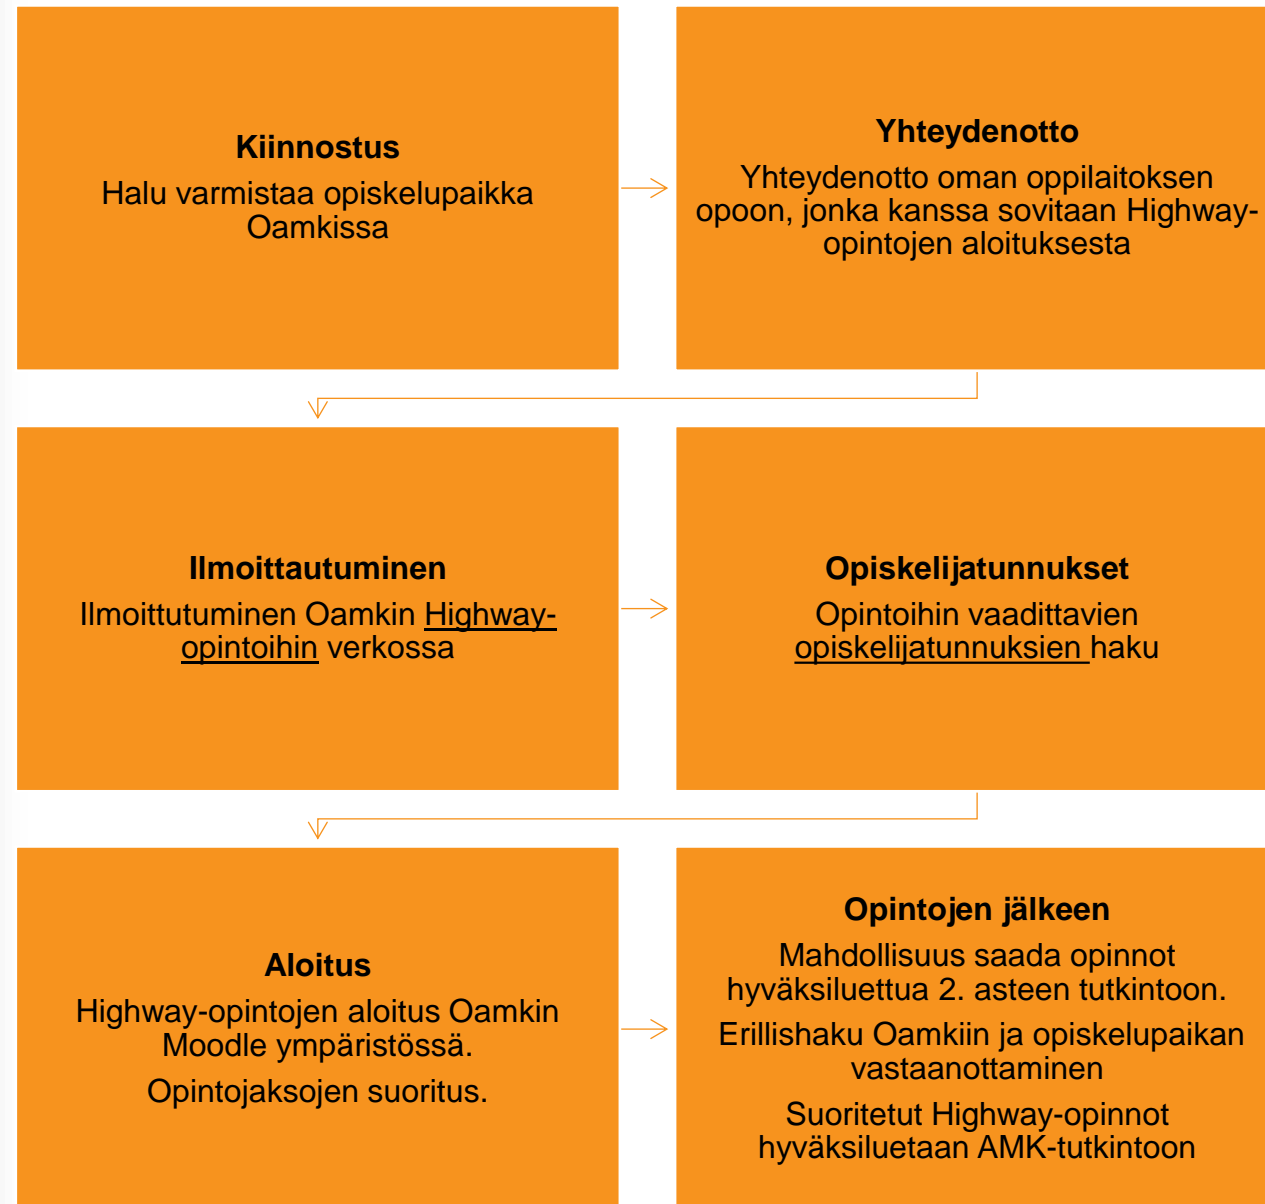 Kiinnostus
Halu varmistaa opiskelupaikka
Oamkissa
Yhteydenotto
Yhteydenotto oman oppilaitoksen
opoon, jonka kanssa sovitaan Highway-
opintojen aloituksesta
Ilmoittautuminen
Ilmoittutuminen Oamkin Highway-
opintoihin verkossa
Opiskelijatunnukset
Opintoihin vaadittavien
opiskelijatunnuksien haku
Aloitus
Highway-opintojen aloitus Oamkin
Moodle ympäristössä.
Opintojaksojen suoritus.
Opintojen jälkeen
Mahdollisuus saada opinnot
hyväksiluettua 2. asteen tutkintoon.
Erillishaku Oamkiin ja opiskelupaikan
vastaanottaminen
Suoritetut Highway-opinnot
hyväksiluetaan AMK-tutkintoon